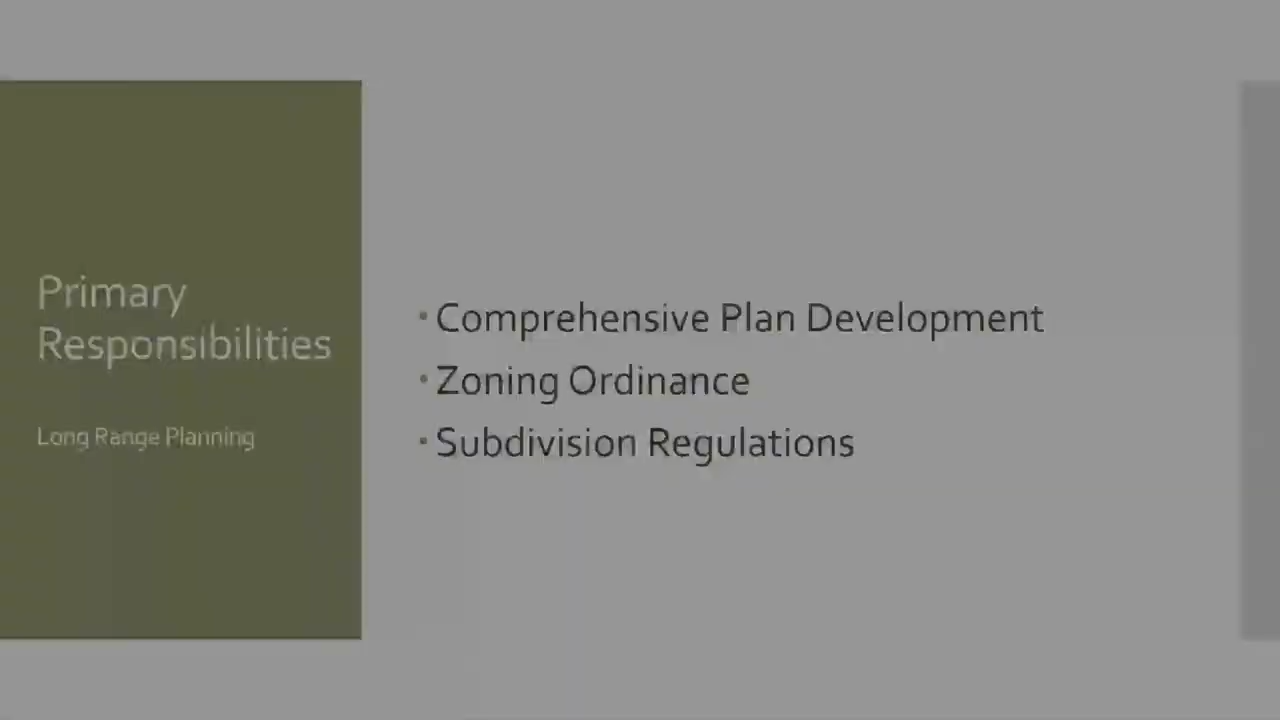 Primary
Responsibilities
Long Range Planning
Comprehensive Plan Development
Zoning Ordinance
Subdivision Regulations